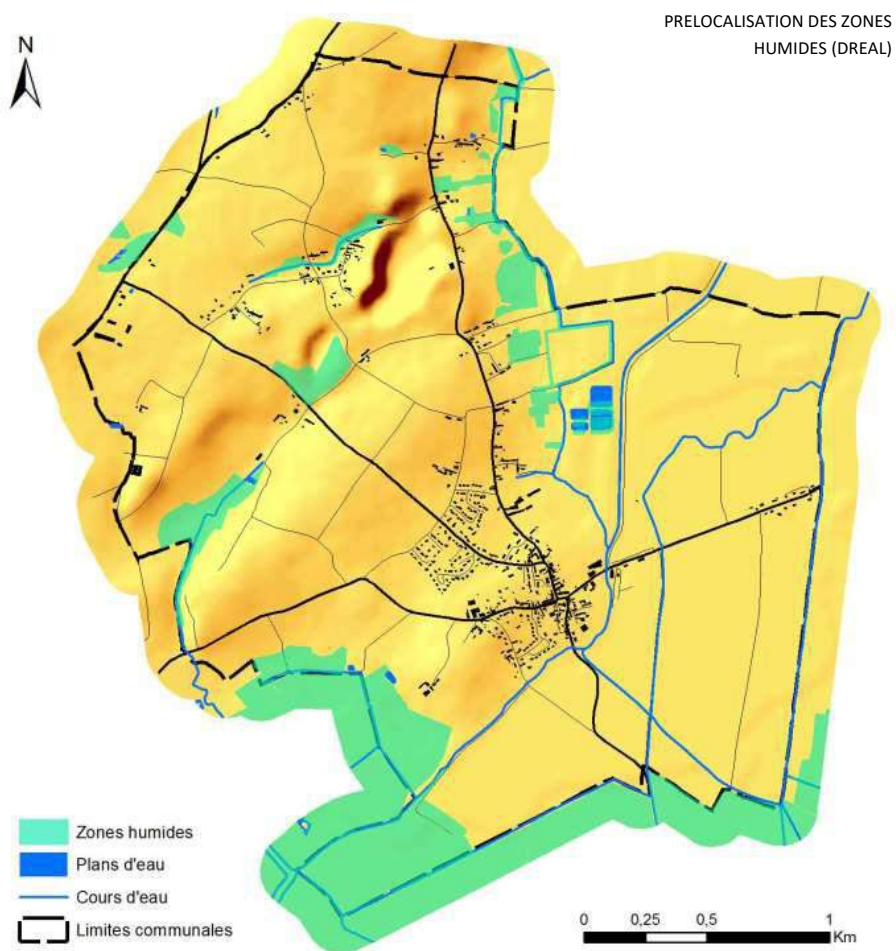 PRELOCALISATION DES ZONES
HUMIDES (DREAL)
N
Zones humides
Plans d'eau
Cours d'eau
Limites communales
0 0,25 0,5 1
Km